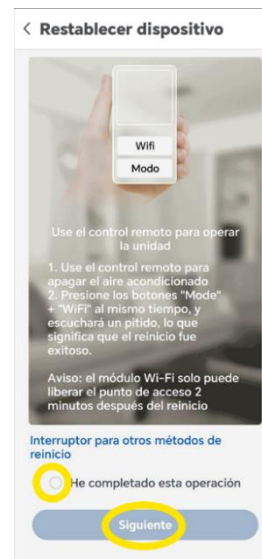 Restablecer dispositivo
Wifi
Modo
Use el control remoto para operar
la unidad
1. Use el control remoto para
apagar el aire acondicionado
2. Presione los botones "Mode"
+ "WiFi" al mismo tiempo, y
escuchará un pitido, lo que
significa que el reinicio fue
exitoso.
Aviso: el módulo Wi-Fi solo puede
liberar el punto de acceso 2
minutos después del reinicio
Interruptor para otros métodos de
reinicio
He completado esta operación
Siguiente